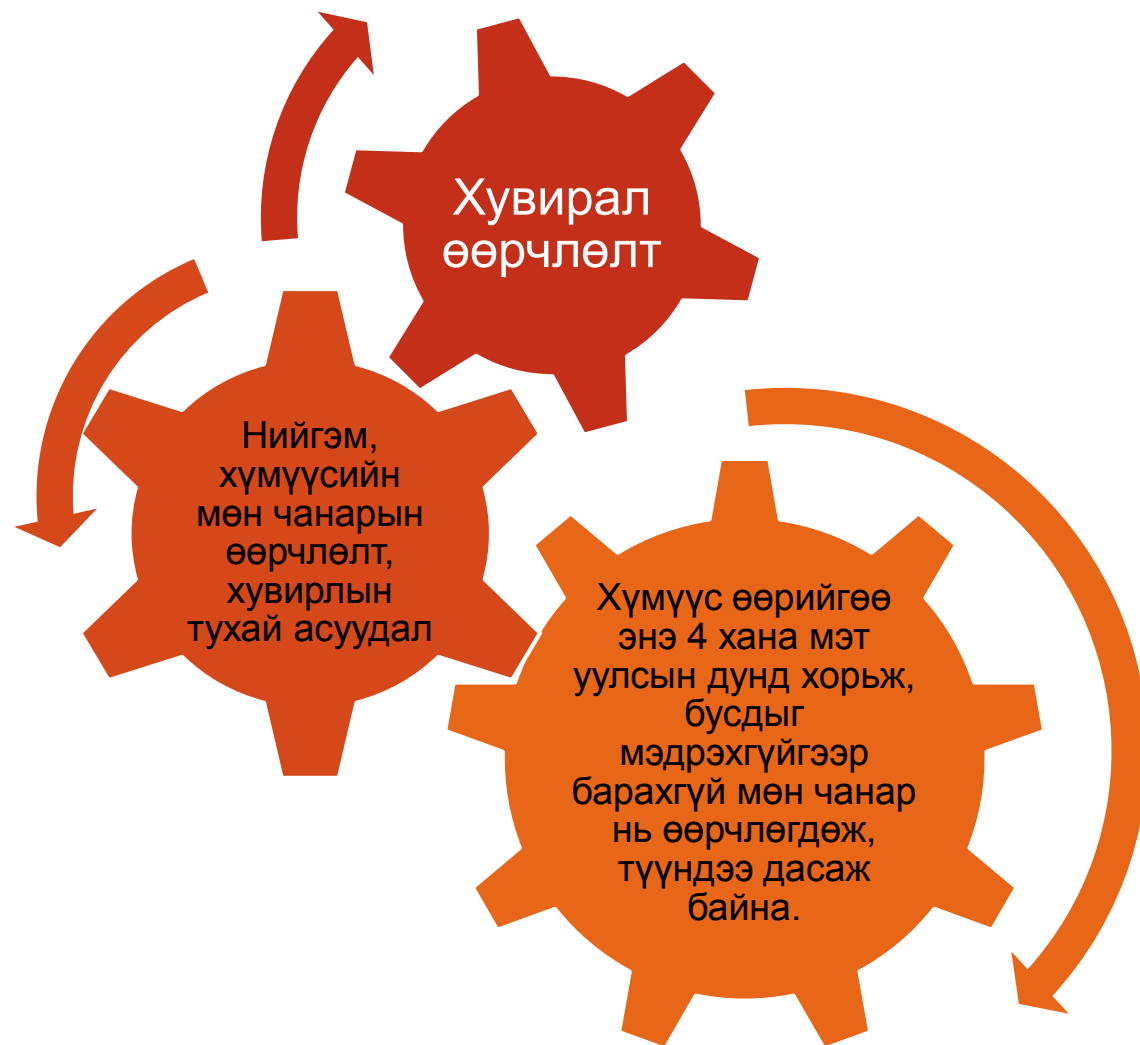 Хувирал
өөрчлөлт
Нийгэм,
хүмүүсийн
мөн чанарын
өөрчлөлт,
хувирлын
тухай асуудал
Хүмүүс өөрийгөө
энэ 4 хана мэт
уулсын дунд хорьж,
бусдыг
мэдрэхгүйгээр
барахгүй мөн чанар
нь өөрчлөгдөж,
түүндээ дасаж
байна.